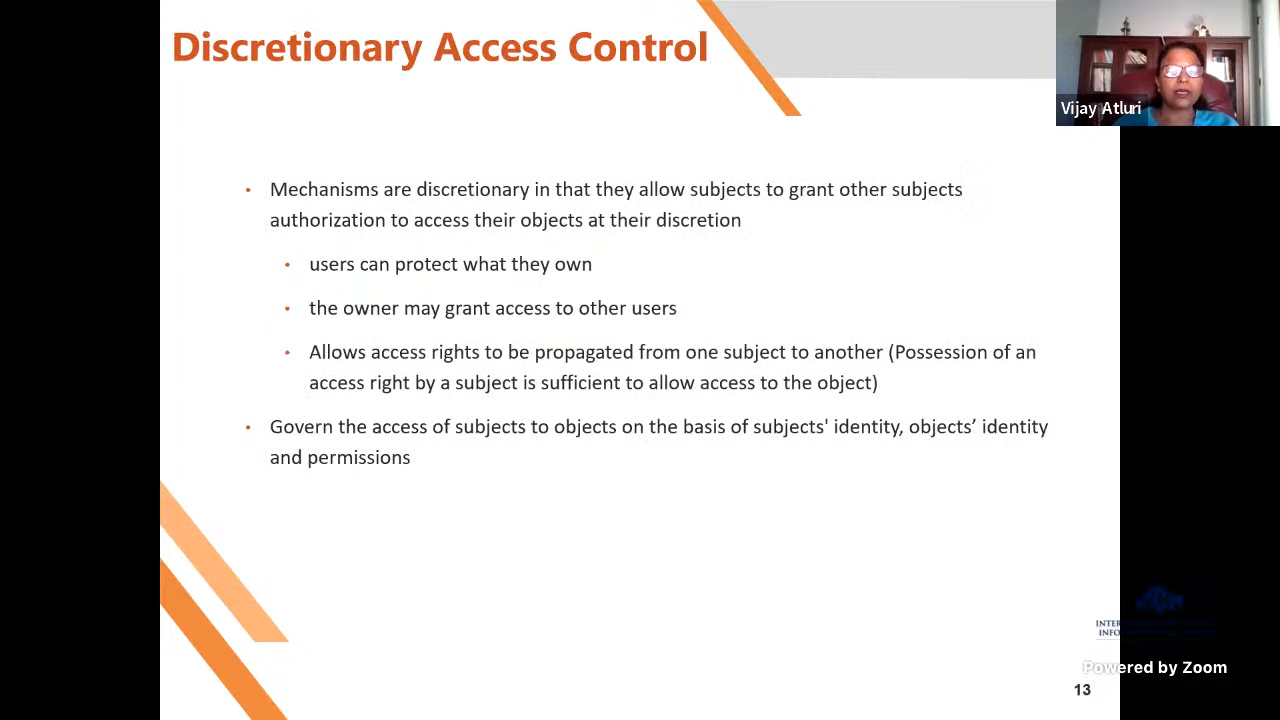 Discretionary Access Control
Vijay Atluri
• Mechanisms are discretionary in that they allow subjects to grant other subjects
authorization to access their objects at their discretion
• users can protect what they own
• the owner may grant access to other users
• Allows access rights to be propagated from one subject to another (Possession of an
access right by a subject is sufficient to allow access to the object)
• Govern the access of subjects to objects on the basis of subjects' identity, objects’ identity
and permissions
Powered by Zoom
13